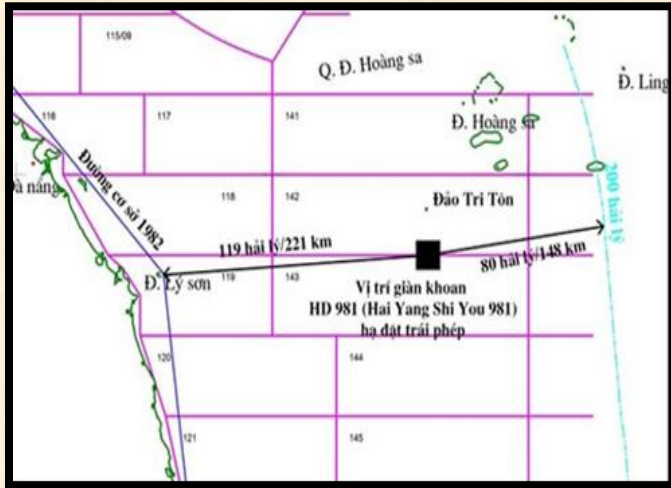 115/09
Q. Đ. Hoàng sa
Đ. Ling
116
117
141
Đ. Hoàng sa
Đà nẵng
Đường cơ sở 1982
200 hải lý
118
142
Đảo Tri Tôn
119 hải lý/221 km
80 hải lý/148 km
Đ. Lý sơn
119
143
Vị trí giàn khoan
HD 981 (Hai Yang Shi You 981)
hạ đặt trái phép
120
144
121
145